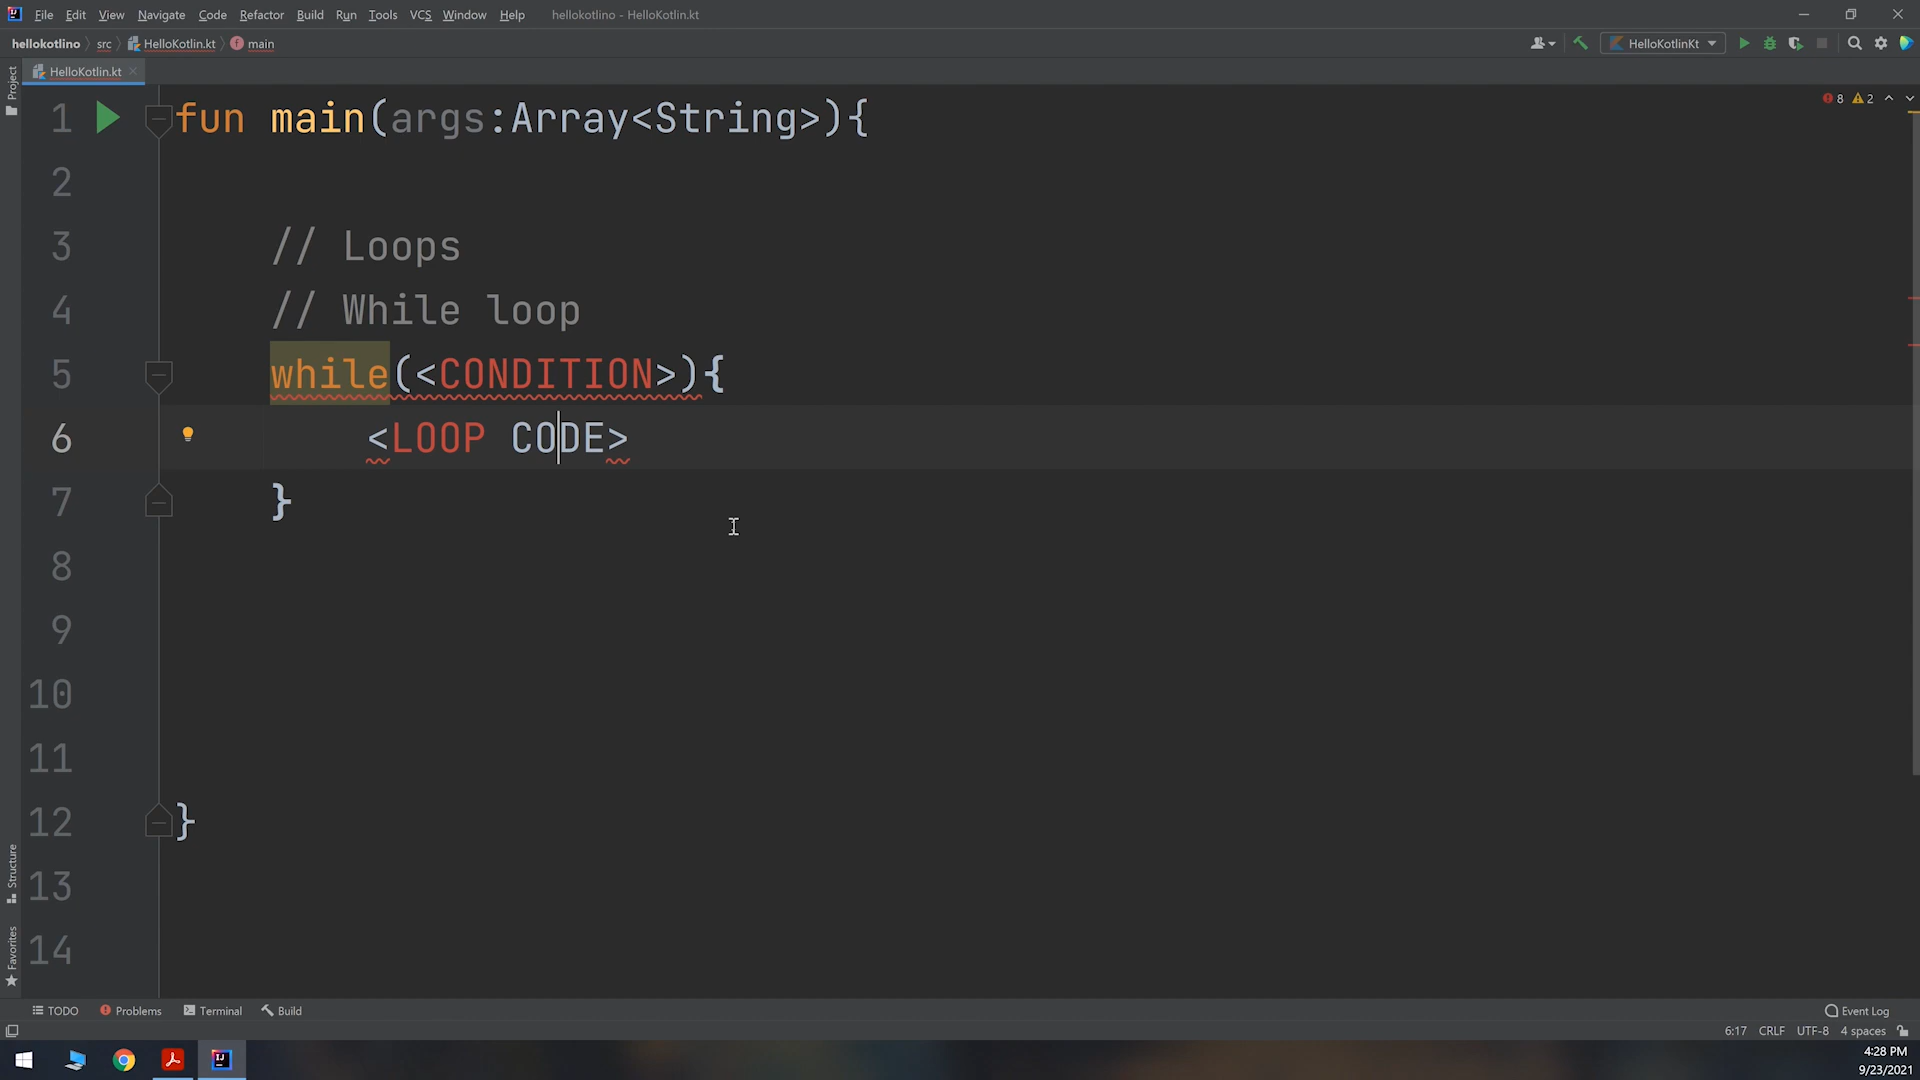 File Edit View Navigate Code Refactor Build Run Tools VCS Window Help hellokotlino - HelloKotlin.kt
hellokotlino src HelloKotlin.kt main HelloKotlinKt
HelloKotlin.kt
Project
8 2
1 fun main(args:Array<String>){
2
3 // Loops
4 // While loop
5 while(<CONDITION>){
6 <LOOP CODE>
7 }
8
9
10
11
12 }
13
14
Structure
Favorites
TODO Problems Terminal Build Event Log
6:17 CRLF UTF-8 4 spaces
4:28 PM
9/23/2021